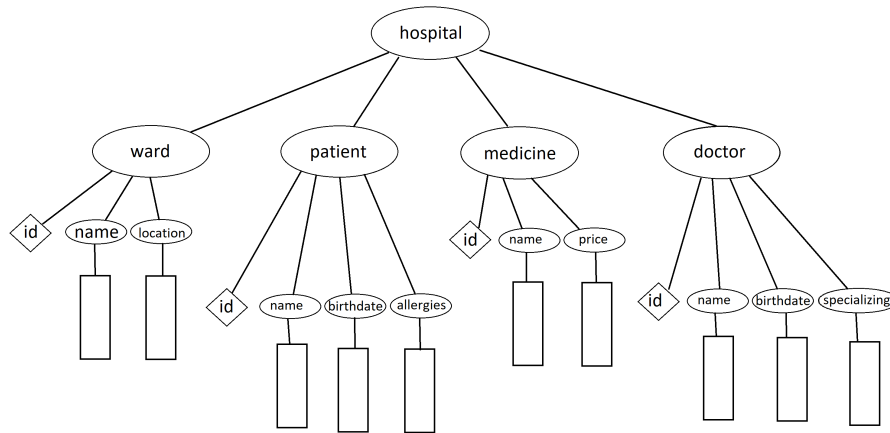 hospital
ward
patient
medicine
doctor
id
name
location
id
name
birthdate
allergies
id
name
price
id
name
birthdate
specializing